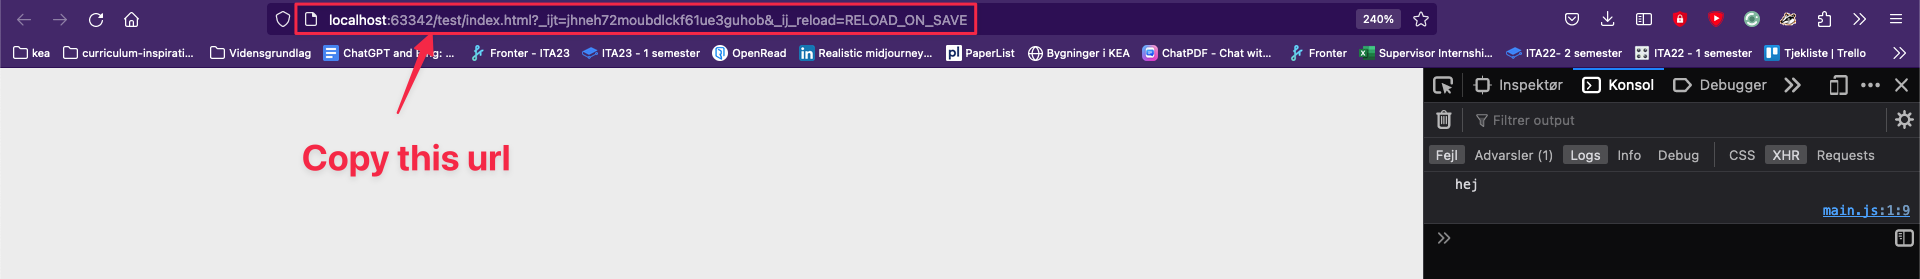 localhost:63342/test/index.html?_ijt=jhneh72moubdlckf61ue3guhob&_ij_reload=RELOAD_ON_SAVE 240%
kea curriculum-inspirati... Vidensgrundlag Fronter - ITA23 ITA23 - 1 semester OpenRead Realistic midjourney... PaperList Bygninger i KEA ChatPDF - Chat wit... Fronter Supervisor Internshi... ITA22- 2 semester ITA22 - 1 semester Tjekliste | Trello
ChatGPT and
Copy this url
Inspektør Konsol Debugger
Filtrer output
Fejl Advarsler (1) Logs Info Debug CSS XHR Requests
hej
main.js:1:9